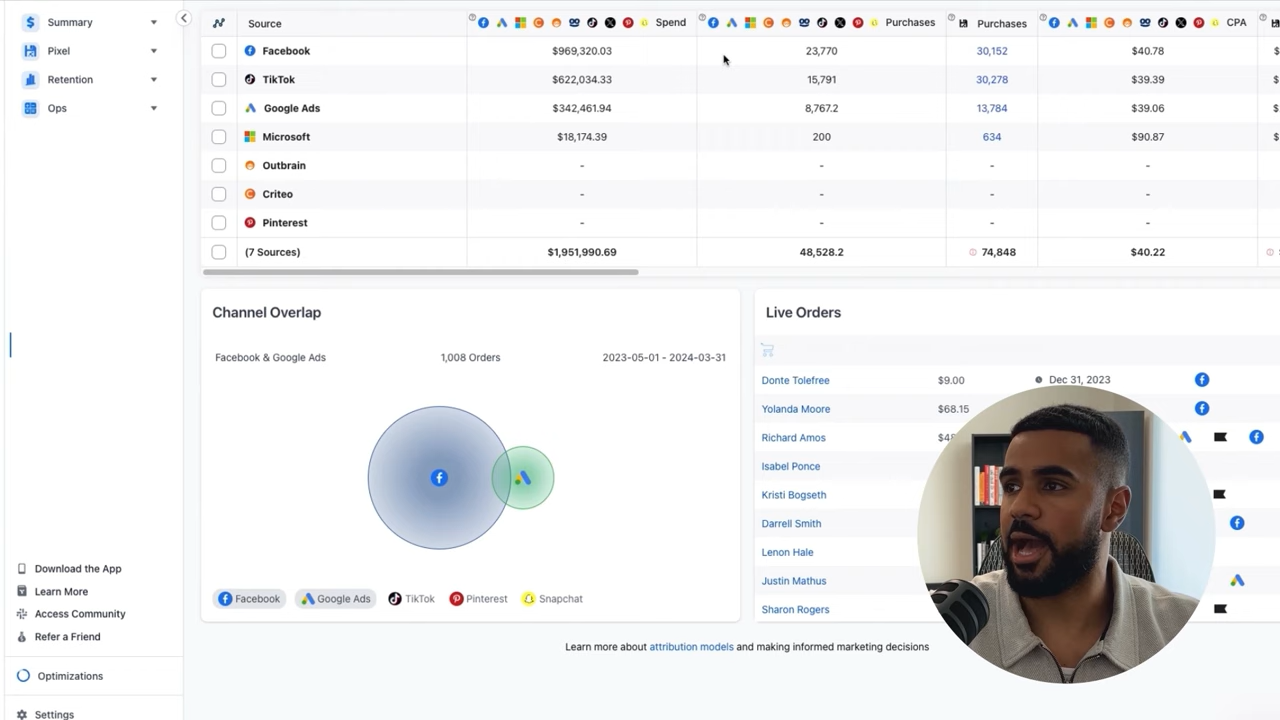 Summary
Pixel
Retention
Ops
Source Spend Purchases Purchases CPA
Facebook $969,320.03 23,770 30,152 $40.78 $
TikTok $622,034.33 15,791 30,278 $39.39 $
Google Ads $342,461.94 8,767.2 13,784 $39.06 $
Microsoft $18,174.39 200 634 $90.87 $
Outbrain - - - -
Criteo - - - -
Pinterest - - - -
(7 Sources) $1,951,990.69 48,528.2 74,848 $40.22
Channel Overlap
Facebook & Google Ads 1,008 Orders 2023-05-01 - 2024-03-31
Facebook Google Ads TikTok Pinterest Snapchat
Live Orders
Donte Tolefree $9.00 Dec 31, 2023
Yolanda Moore $68.15
Richard Amos
Isabel Ponce
Kristi Bogseth
Darrell Smith
Lenon Hale
Justin Mathus
Sharon Rogers
Learn more about attribution models and making informed marketing decisions
Download the App
Learn More
Access Community
Refer a Friend
Optimizations
Settings